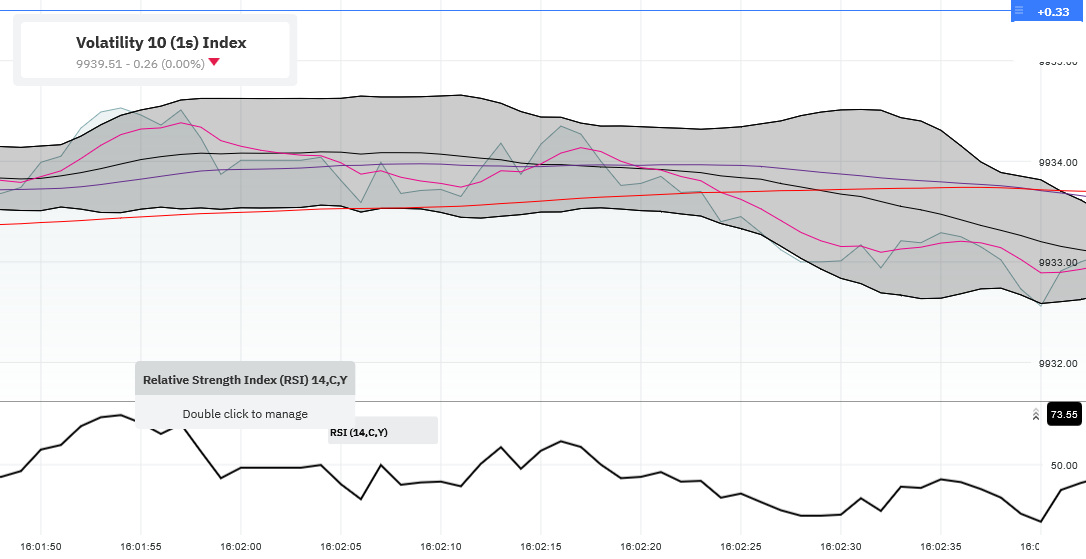 +0.33
Volatility 10 (1s) Index
9939.51 - 0.26 (0.00%)
9934.00
9933.00
9932.00
Relative Strength Index (RSI) 14,C,Y
Double click to manage
73.55
RSI (14,C,Y)
50.00
16:01:50 16:01:55 16:02:00 16:02:05 16:02:10 16:02:15 16:02:20 16:02:25 16:02:30 16:02:35